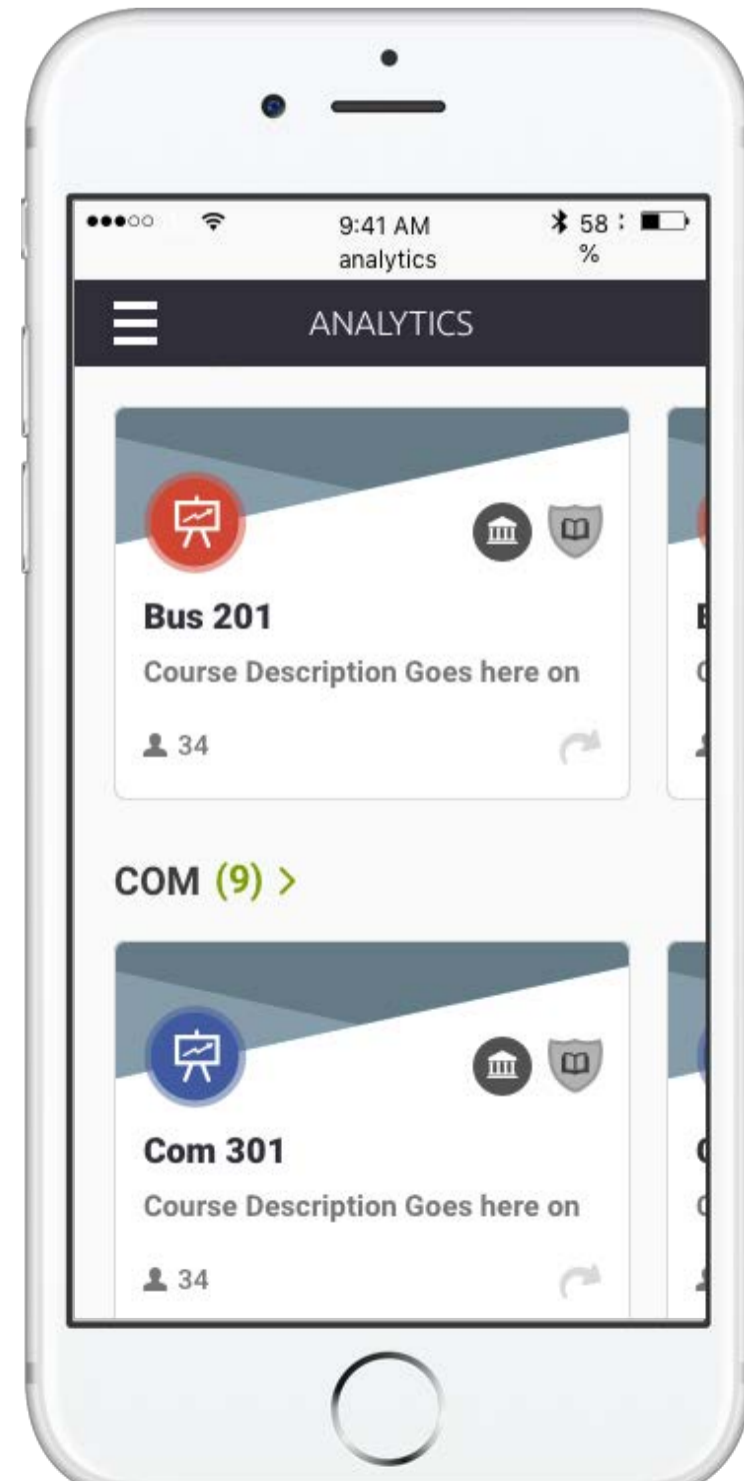 9:41 AM
58
analytics
%
ANALYTICS
Bus 201
Course Description Goes here on
34
COM (9) >
Com 301
Course Description Goes here on
34